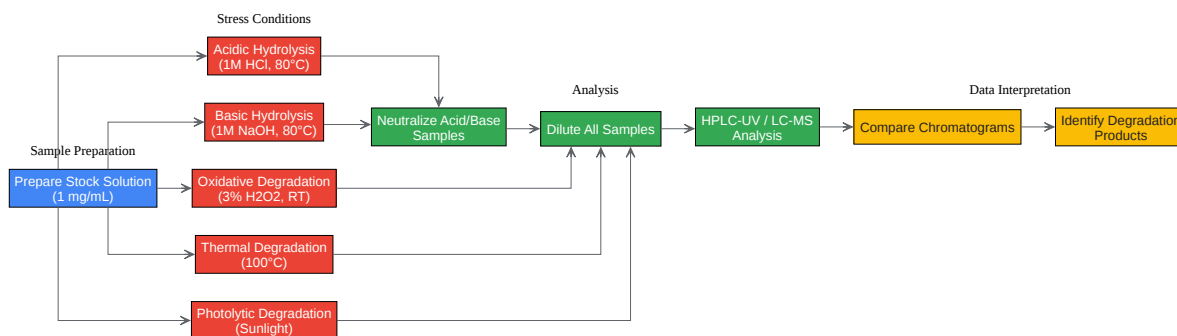 Stress Conditions
Acidic Hydrolysis
(1M HCl, 80°C)
Basic Hydrolysis
(1M NaOH, 80°C)
Sample Preparation
Prepare Stock Solution
(1 mg/mL)
Oxidative Degradation
(3% H2O2, RT)
Thermal Degradation
(100°C)
Photolytic Degradation
(Sunlight)
Neutralize Acid/Base
Samples
Analysis
Dilute All Samples
HPLC-UV / LC-MS
Analysis
Data Interpretation
Compare Chromatograms
Identify Degradation
Products